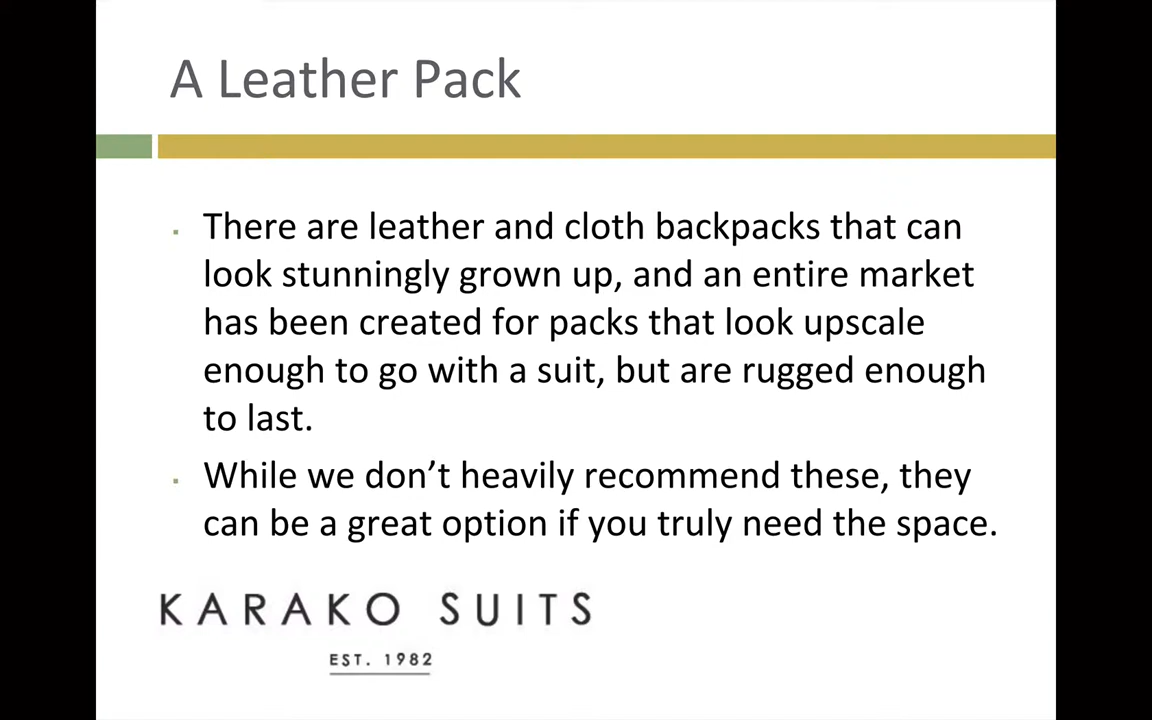 A Leather Pack
There are leather and cloth backpacks that can
look stunningly grown up, and an entire market
has been created for packs that look upscale
enough to go with a suit, but are rugged enough
to last.
While we don’t heavily recommend these, they
can be a great option if you truly need the space.
KARAKO SUITS
EST. 1982